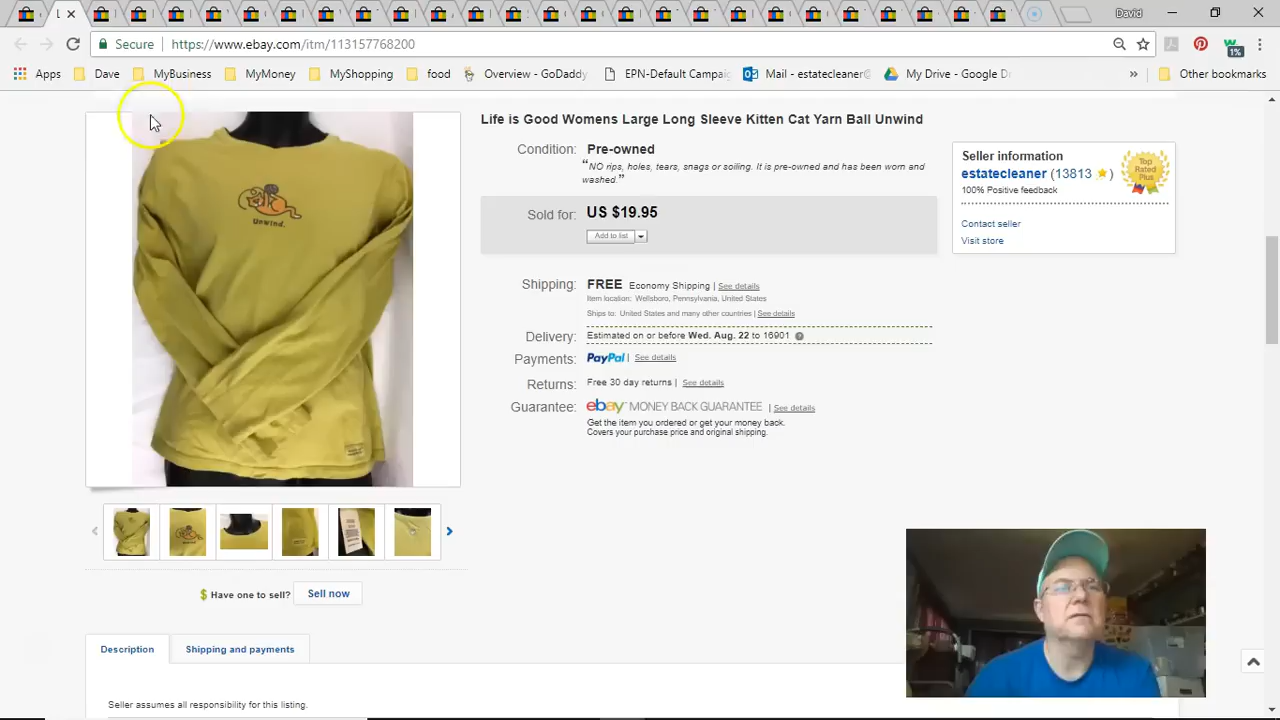 David
Secure
https://www.ebay.com/itm/113157768200
1%
Apps
Dave
MyBusiness
MyMoney
MyShopping
food
Overview - GoDaddy
EPN-Default Campai
Mail - estatecleaner@
My Drive - Google Dr
»
Other bookmarks
Life is Good Womens Large Long Sleeve Kitten Cat Yarn Ball Unwind
Condition: Pre-owned
“NO rips, holes, tears, snags or soiling. It is pre-owned and has been worn and
washed.”
Sold for: US $19.95
Add to list
Seller information
estatecleaner (13813 )
100% Positive feedback
Contact seller
Visit store
Top
Rated
Plus
Unwind.
Shipping: FREE Economy Shipping | See details
Item location: Wellsboro, Pennsylvania, United States
Ships to: United States and many other countries | See details
Delivery: Estimated on or before Wed. Aug. 22 to 16901
Payments: PayPal | See details
Returns: Free 30 day returns | See details
Guarantee: ebay MONEY BACK GUARANTEE | See details
Get the item you ordered or get your money back.
Covers your purchase price and original shipping.
$ Have one to sell? Sell now
Description
Shipping and payments
Seller assumes all responsibility for this listing.